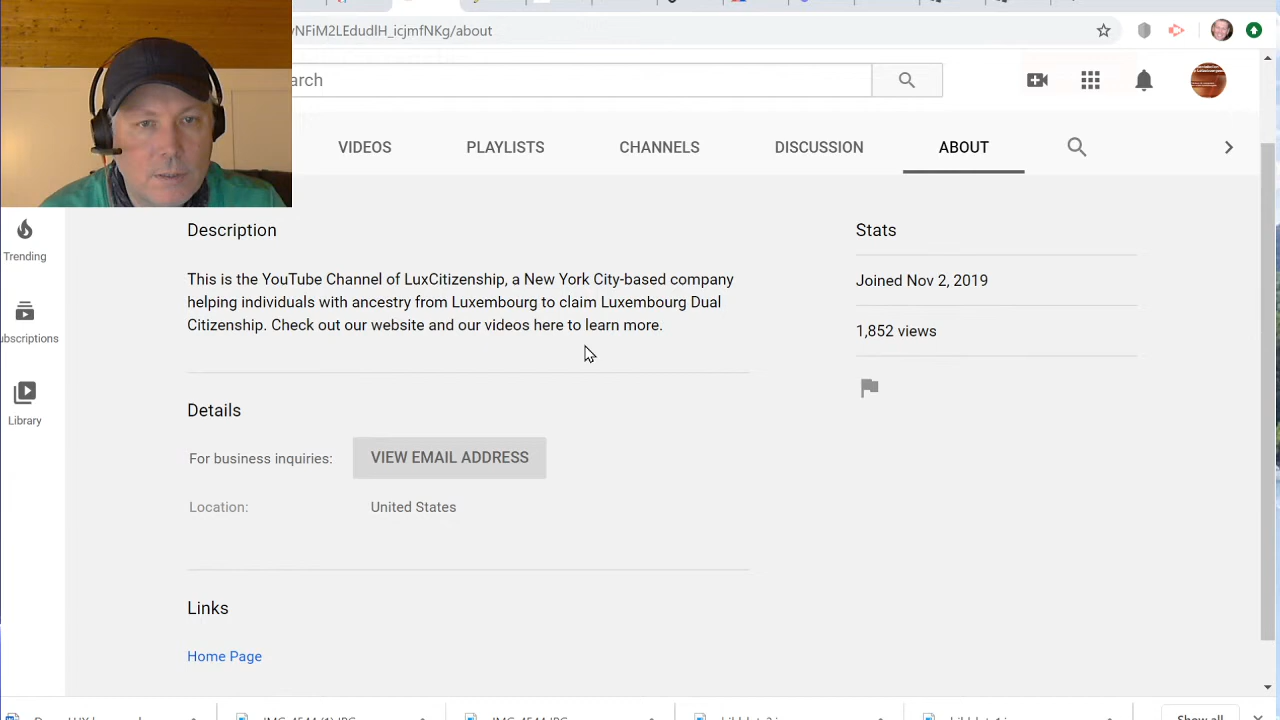 NFiM2LEdudlH_icjmfNKg/about
arch
VIDEOS
PLAYLISTS
CHANNELS
DISCUSSION
ABOUT
Trending
ubscriptions
Library
Description
This is the YouTube Channel of LuxCitizenship, a New York City-based company
helping individuals with ancestry from Luxembourg to claim Luxembourg Dual
Citizenship. Check out our website and our videos here to learn more.
Stats
Joined Nov 2, 2019
1,852 views
Details
For business inquiries:
VIEW EMAIL ADDRESS
Location:
United States
Links
Home Page
Show all